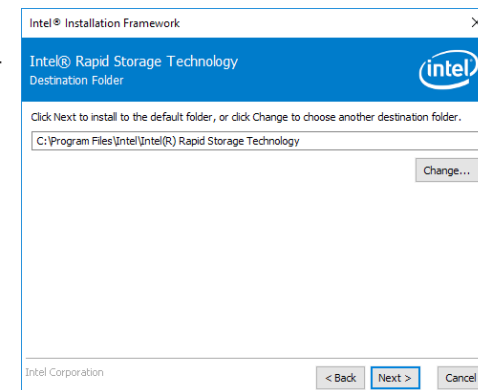 Intel® Installation Framework
Intel® Rapid Storage Technology
Destination Folder
intel
Click Next to install to the default folder, or click Change to choose another destination folder.
C:\Program Files\Intel\Intel(R) Rapid Storage Technology
Change...
Intel Corporation
< Back Next > Cancel